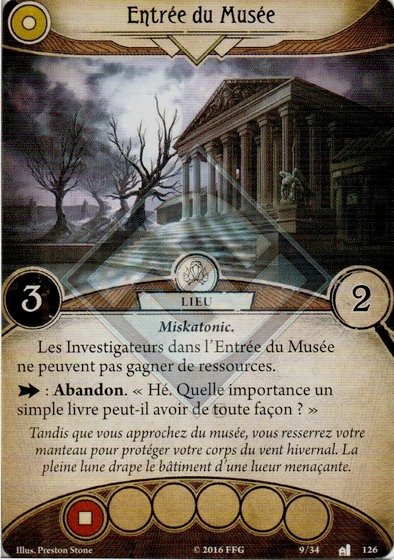 Entrée du Musée
3
LIEU
2
Miskatonic.
Les Investigateurs dans l'Entrée du Musée
ne peuvent pas gagner de ressources.
: Abandon. « Hé. Quelle importance un
simple livre peut-il avoir de toute façon ? »
Tandis que vous approchez du musée, vous resserrez votre
manteau pour protéger votre corps du vent hivernal. La
pleine lune drape le bâtiment d'une lueur menaçante.
Illus. Preston Stone © 2016 FFG 9/34 126